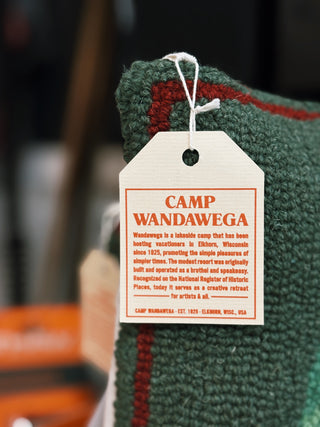 CAMP
WANDAWEGA
Wandawega is a lakeside camp that has been
hosting vacationers in Elkhorn, Wisconsin
since 1925, promoting the simple pleasures of
simpler times. The modest resort was originally
built and operated as a brothel and speakeasy.
Recognized on the National Register of Historic
Places, today it serves as a creative retreat
for artists & all.
CAMP WANDAWEGA · EST. 1925 · ELKHORN, WISC., USA